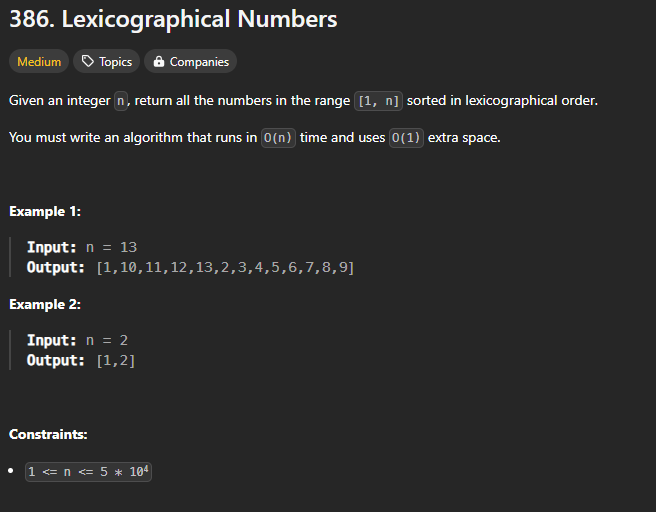 386. Lexicographical Numbers
Medium Topics Companies
Given an integer n, return all the numbers in the range [1, n] sorted in lexicographical order.
You must write an algorithm that runs in O(n) time and uses O(1) extra space.
Example 1:
Input: n = 13
Output: [1,10,11,12,13,2,3,4,5,6,7,8,9]
Example 2:
Input: n = 2
Output: [1,2]
Constraints:
• 1 <= n <= 5 * 10⁴